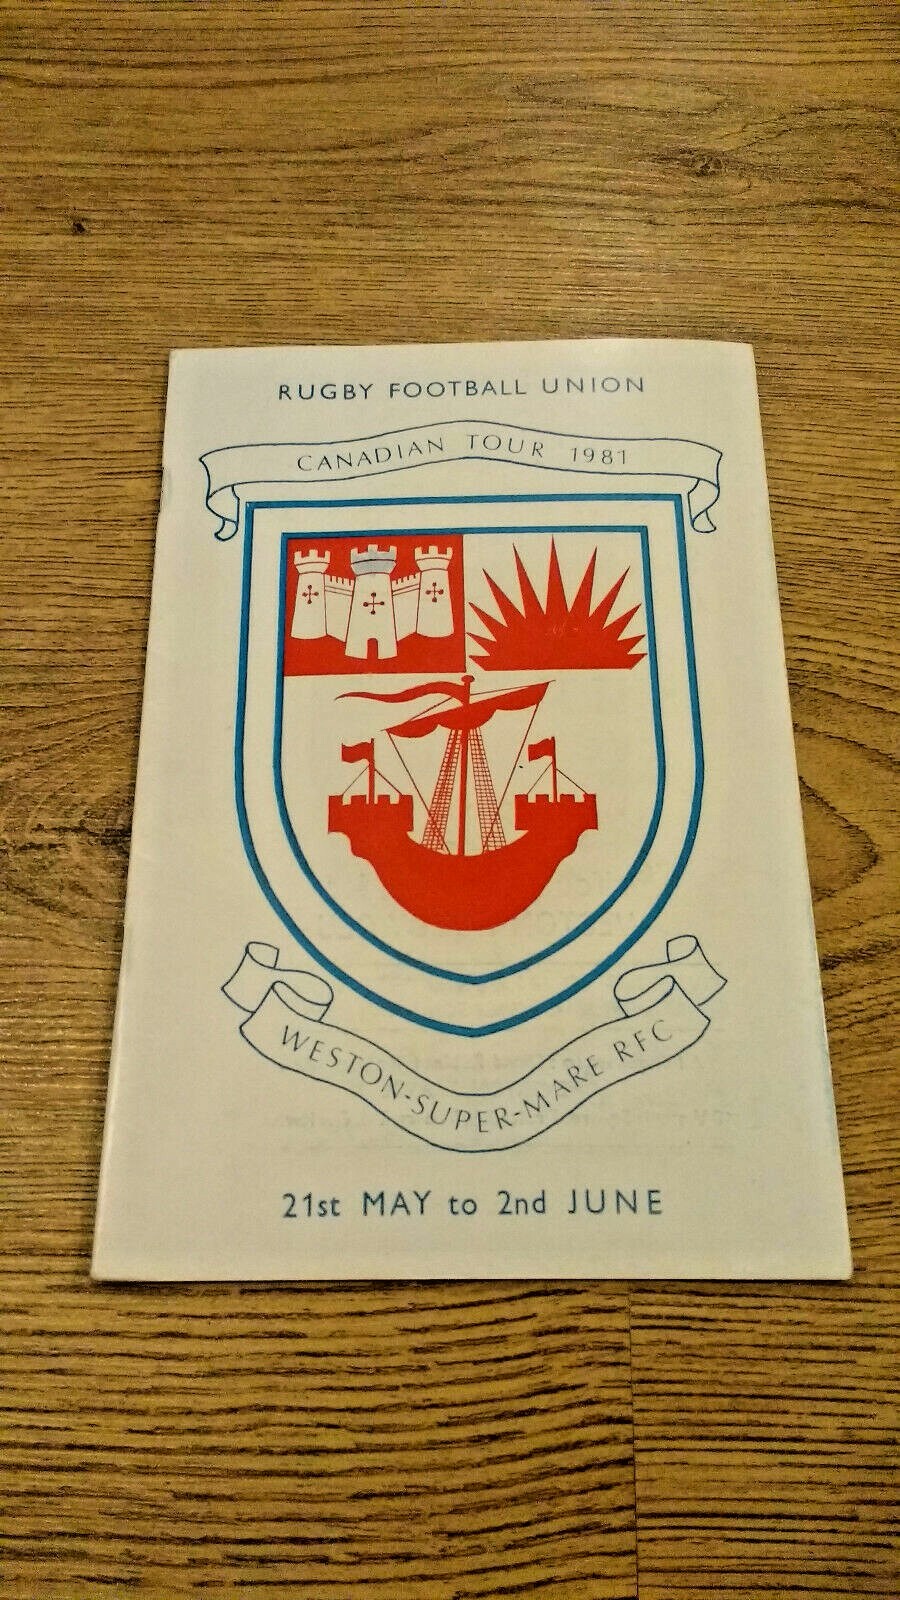 RUGBY FOOTBALL UNION
CANADIAN TOUR 1981
WESTON-SUPER-MARE RFC
21st MAY to 2nd JUNE